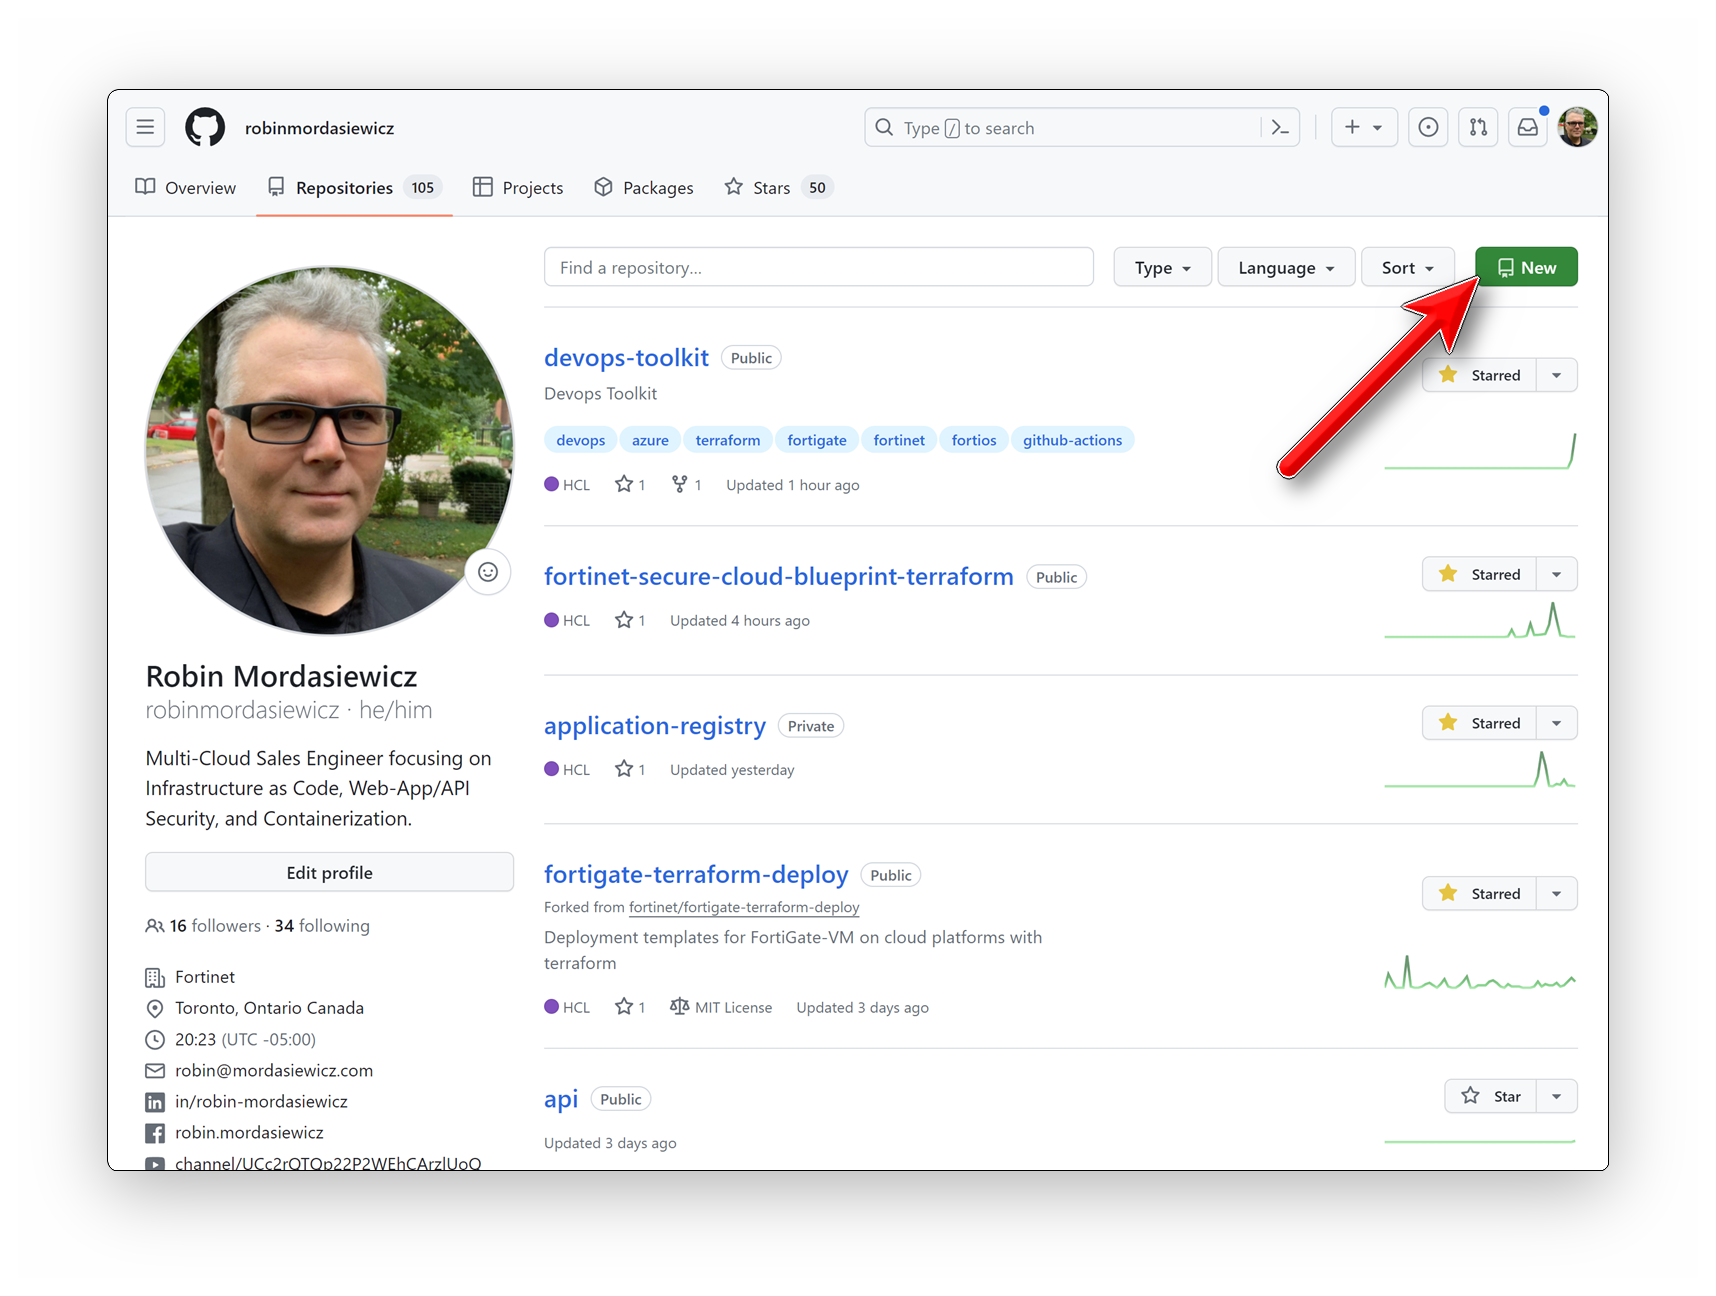 robinmordasiewicz
Type / to search
Overview
Repositories 105
Projects
Packages
Stars 50
Find a repository...
Type
Language
Sort
New
Robin Mordasiewicz
robinmordasiewicz · he/him
Multi-Cloud Sales Engineer focusing on
Infrastructure as Code, Web-App/API
Security, and Containerization.
Edit profile
16 followers · 34 following
Fortinet
Toronto, Ontario Canada
20:23 (UTC -05:00)
robin@mordasiewicz.com
in/robin-mordasiewicz
robin.mordasiewicz
devops-toolkit Public
Starred
Devops Toolkit
devops azure terraform fortigate fortinet fortios github-actions
HCL 1 1 Updated 1 hour ago
fortinet-secure-cloud-blueprint-terraform Public
Starred
HCL 1 Updated 4 hours ago
application-registry Private
Starred
HCL 1 Updated yesterday
fortigate-terraform-deploy Public
Starred
Forked from fortinet/fortigate-terraform-deploy
Deployment templates for FortiGate-VM on cloud platforms with
terraform
HCL 1 MIT License Updated 3 days ago
api Public
Star
Updated 3 days ago